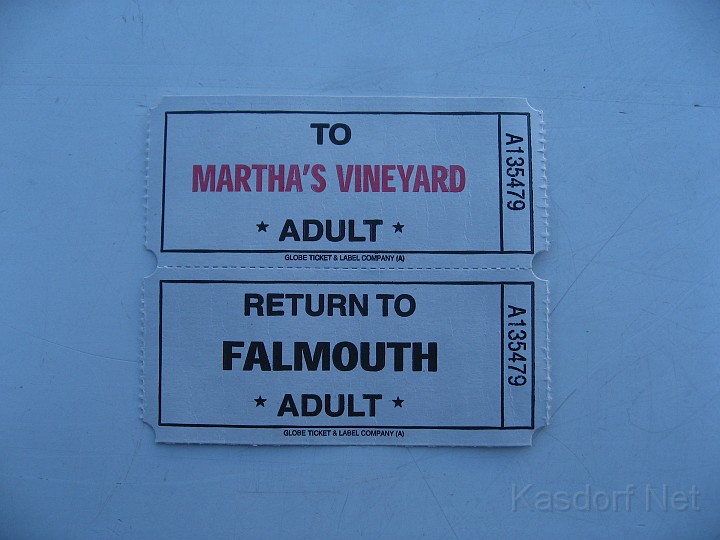 TO
MARTHA'S VINEYARD
★ ADULT ★
GLOBE TICKET & LABEL COMPANY (A)
A135479
RETURN TO
FALMOUTH
★ ADULT ★
GLOBE TICKET & LABEL COMPANY (A)
A135479
Kasdorf Net